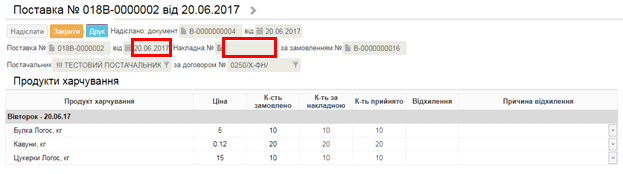 Поставка № 018В-0000002 від 20.06.2017
Надіслати Закрити Друк Надіслано: документ В-0000000004 від 20.06.2017
Поставка № 018В-0000002 від 20.06.2017 Накладна № за замовленням № В-0000000016
Постачальник !!! ТЕСТОВИЙ ПОСТАЧАЛЬНИК за договором № 0250/Х-ФН/
Продукти харчування
Продукт харчування Ціна К-сть замовлено К-ть за накладною К-ть прийнято Відхилення Причина відхилення
Вівторок - 20.06.17
Булка Логос, кг 5 10 10 10
Кавуни, кг 0.12 20 20 20
Цукерки Логос, кг 15 10 10 10